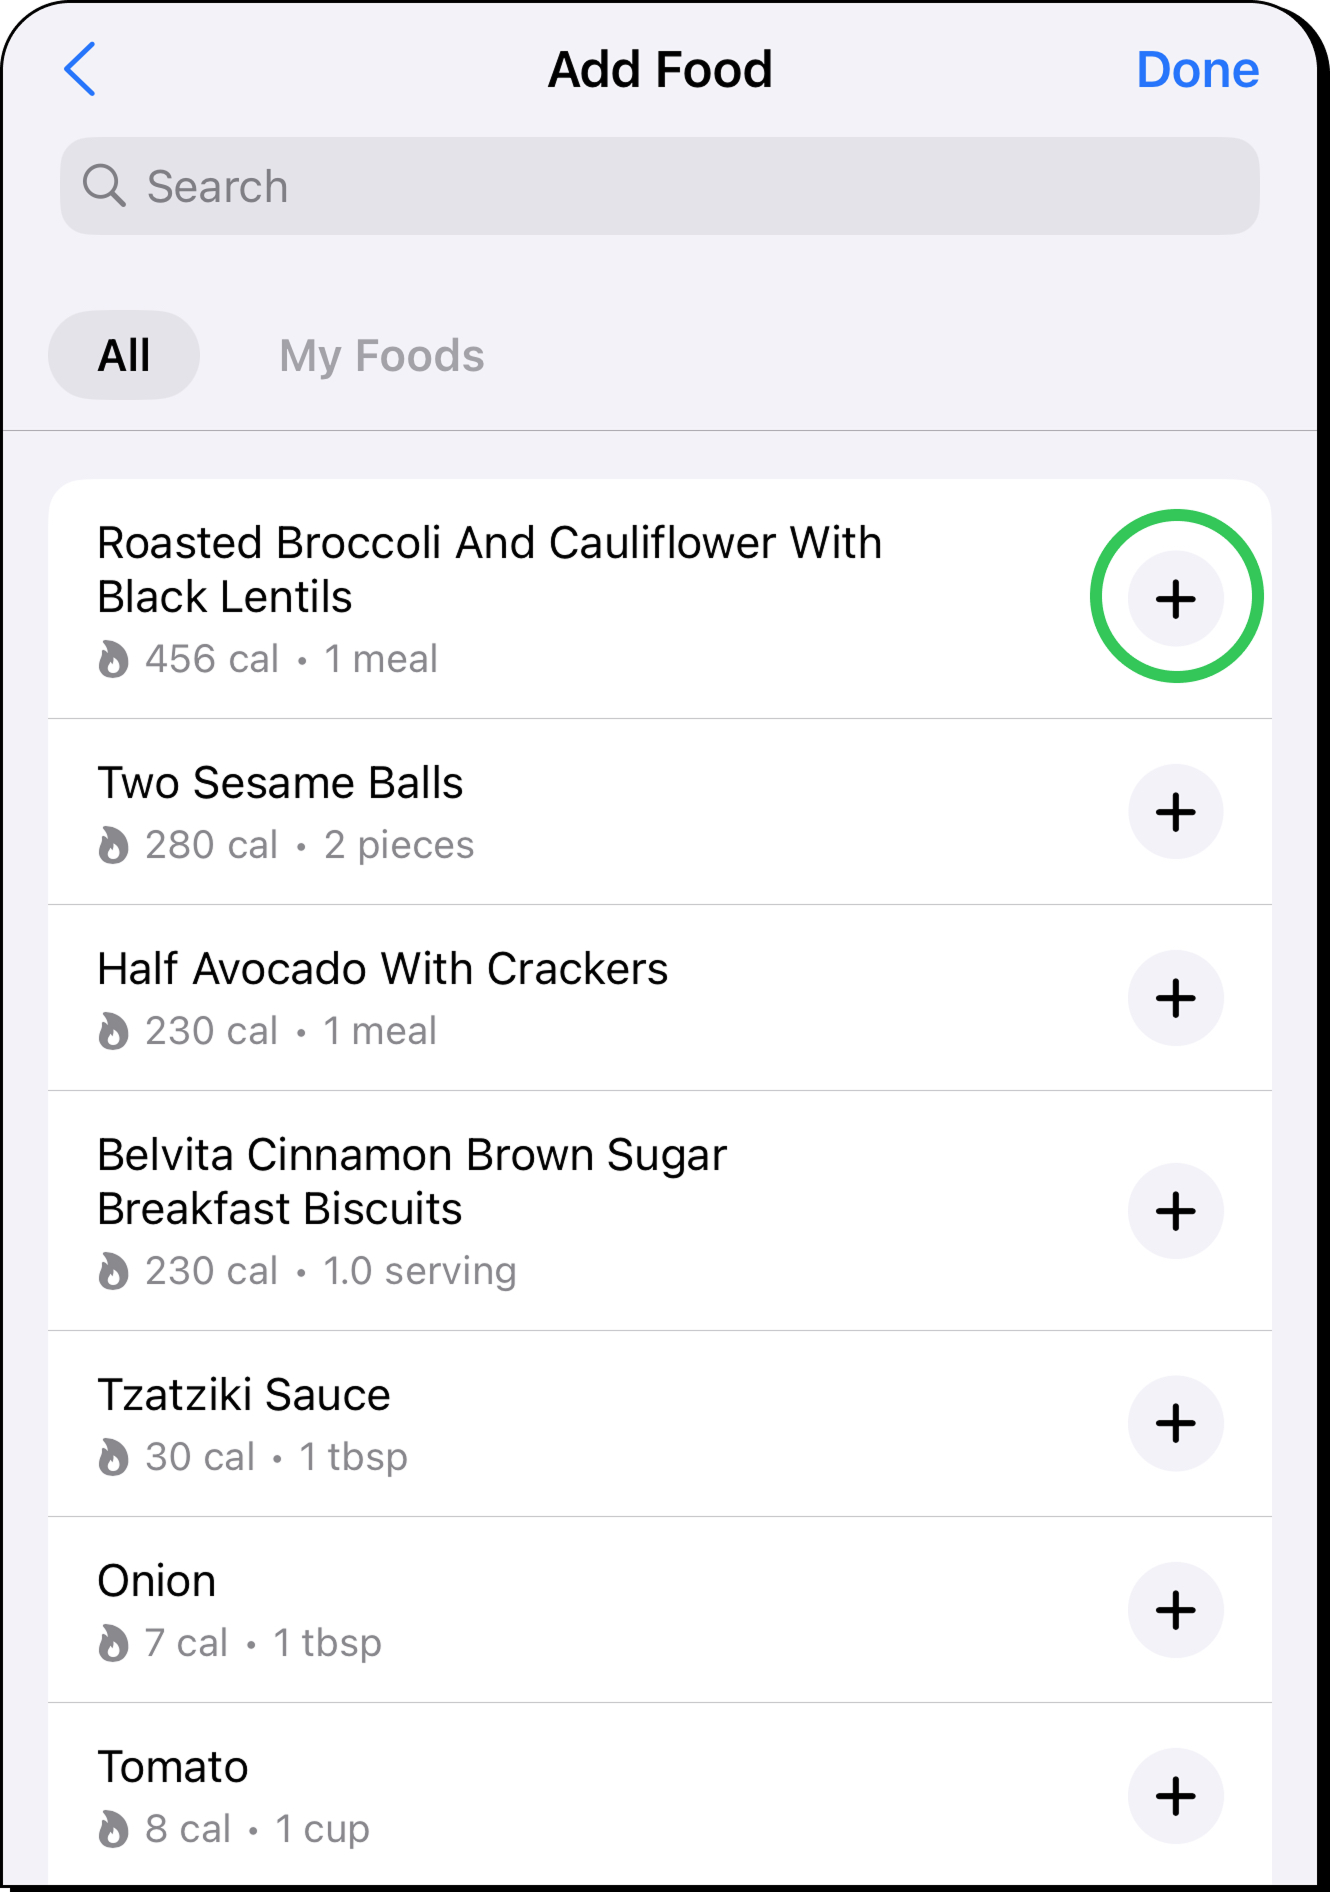 Add Food
Done
Search
All
My Foods
Roasted Broccoli And Cauliflower With
Black Lentils
456 cal • 1 meal
Two Sesame Balls
280 cal • 2 pieces
Half Avocado With Crackers
230 cal • 1 meal
Belvita Cinnamon Brown Sugar
Breakfast Biscuits
230 cal • 1.0 serving
Tzatziki Sauce
30 cal • 1 tbsp
Onion
7 cal • 1 tbsp
Tomato
8 cal • 1 cup